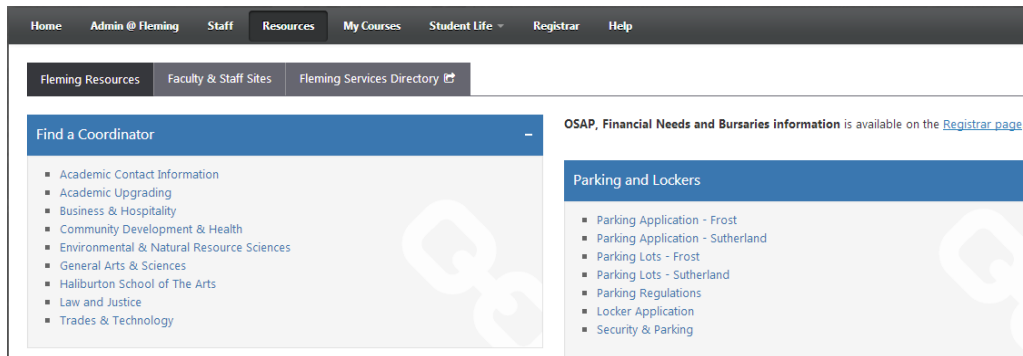 Home Admin @ Fleming Staff Resources My Courses Student Life Registrar Help
Fleming Resources Faculty & Staff Sites Fleming Services Directory
Find a Coordinator
Academic Contact Information
Academic Upgrading
Business & Hospitality
Community Development & Health
Environmental & Natural Resource Sciences
General Arts & Sciences
Haliburton School of The Arts
Law and Justice
Trades & Technology
OSAP, Financial Needs and Bursaries information is available on the Registrar page
Parking and Lockers
Parking Application - Frost
Parking Application - Sutherland
Parking Lots - Frost
Parking Lots - Sutherland
Parking Regulations
Locker Application
Security & Parking